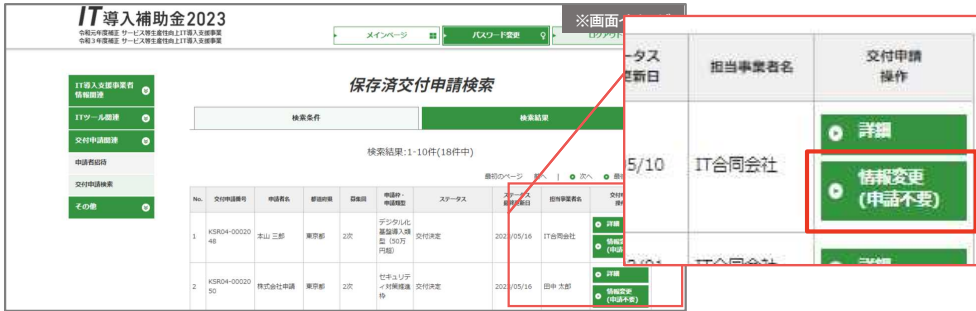 IT導入補助金2023
令和元年度補正 サービス等生産性向上IT導入支援事業
令和3年度補正 サービス等生産性向上IT導入支援事業
メインページ
パスワード変更
ログアウト
※画面
IT導入支援事業者
情報関連
ITツール関連
交付申請関連
申請者招待
交付申請検索
その他
保存済交付申請検索
検索条件
検索結果
検索結果:1-10件(18件中)
最初のページ 前へ | 次へ
No. 交付申請番号 申請者名 都道府県 募集回 申請枠・申請類型 ステータス ステータス最終更新日 担当事業者名
1 KSR04-0002048 本山 三郎 東京都 2次 デジタル化基盤導入類型（50万円超） 交付決定 2023/05/16 IT合同会社
詳細
情報変更
2 KSR04-0002050 株式会社申請 東京都 2次 セキュリティ対策推進枠 交付決定 2023/05/16 田中 太郎
詳細
情報変更
(申請不要)
ータス
更新日
担当事業者名
交付申請
操作
5/10
IT合同会社
詳細
情報変更
(申請不要)
IT合同会社
詳細